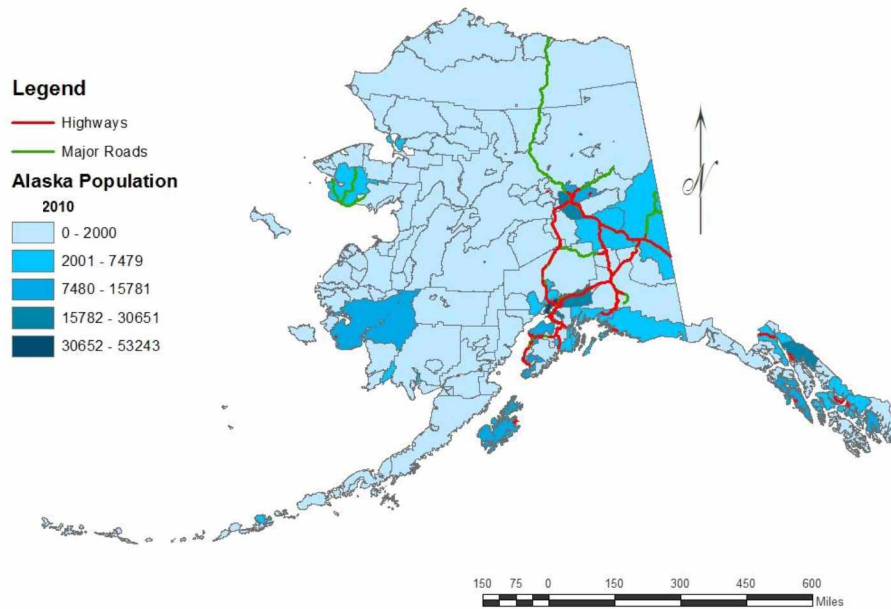 Legend
Highways
Major Roads
Alaska Population
2010
0 - 2000
2001 - 7479
7480 - 15781
15782 - 30651
30652 - 53243
N
150 75 0 150 300 450 600
Miles